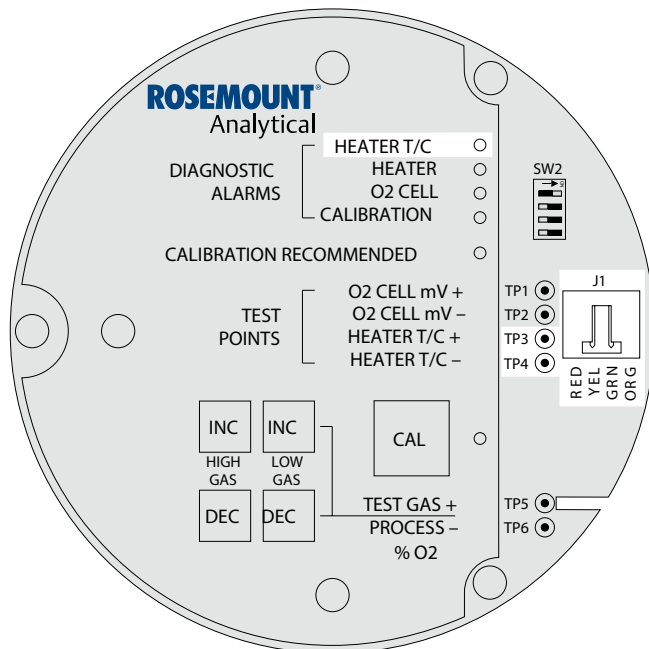 ROSEMOUNT®
Analytical
HEATER T/C
DIAGNOSTIC
ALARMS
HEATER
O2 CELL
CALIBRATION
CALIBRATION RECOMMENDED
SW2
TEST
POINTS
O2 CELL mV +
O2 CELL mV –
HEATER T/C +
HEATER T/C –
TP1
TP2
TP3
TP4
J1
RED
YEL
GRN
ORG
INC
INC
HIGH
GAS
LOW
GAS
DEC
DEC
CAL
TEST GAS +
PROCESS –
% O2
TP5
TP6